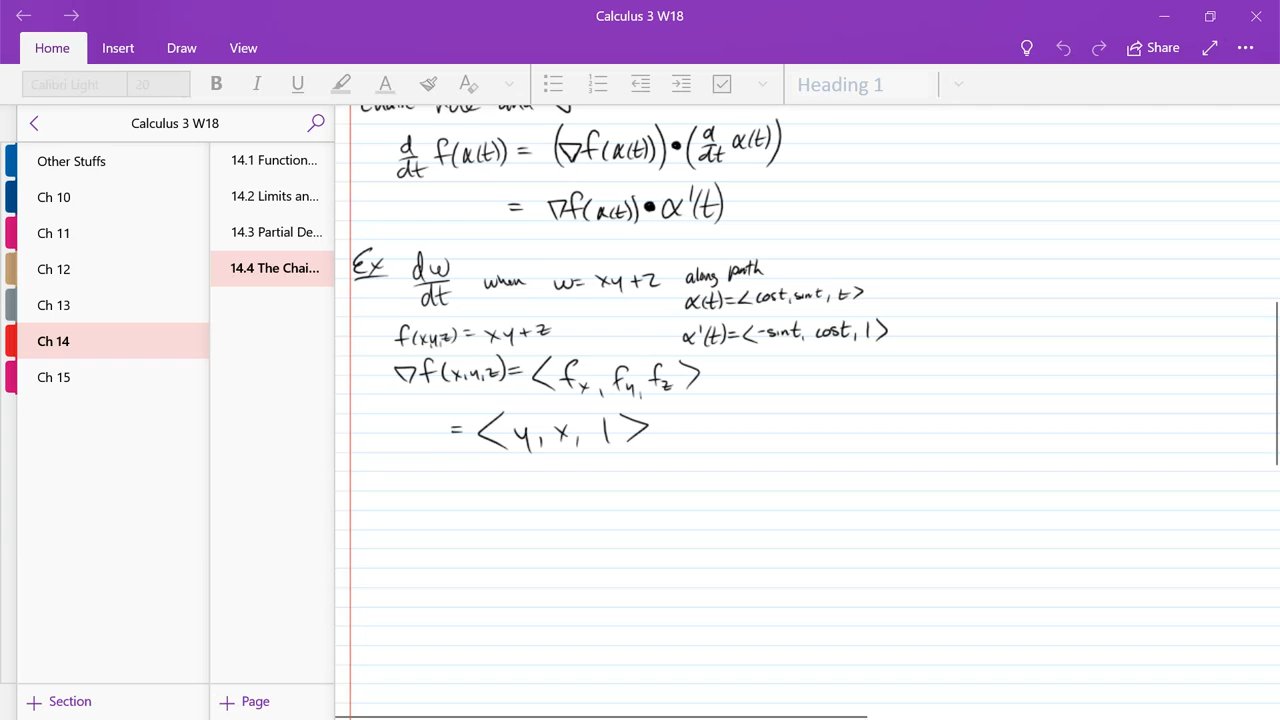 Calculus 3 W18
Home Insert Draw View
Share
Calibri Light 20 B I U A Heading 1
Calculus 3 W18
Other Stuffs
Ch 10
Ch 11
Ch 12
Ch 13
Ch 14
Ch 15
14.1 Function...
14.2 Limits an...
14.3 Partial De...
14.4 The Chai...
d/dt f(α(t)) = (∇f(α(t))) • (d/dt α(t))
= ∇f(α(t)) • α'(t)
Ex dw/dt when w = xy + z along path
α(t) = <cost, sint, t>
f(x,y,z) = xy + z α'(t) = <-sint, cost, 1>
∇f(x,y,z) = <fx, fy, fz>
= <y, x, 1>
+ Section
+ Page